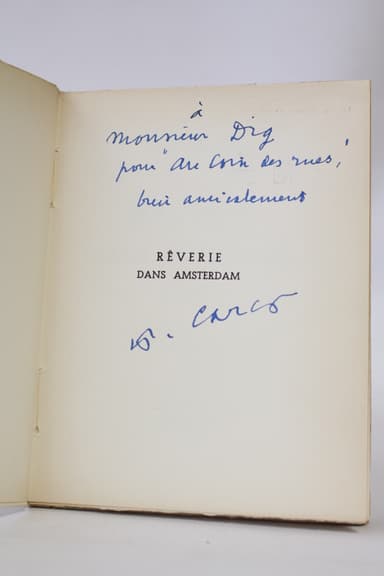 à
Monsieur Dig
pour "Au Coin des rues,"
bien amicalement
RÊVERIE
DANS AMSTERDAM
F. CARCO